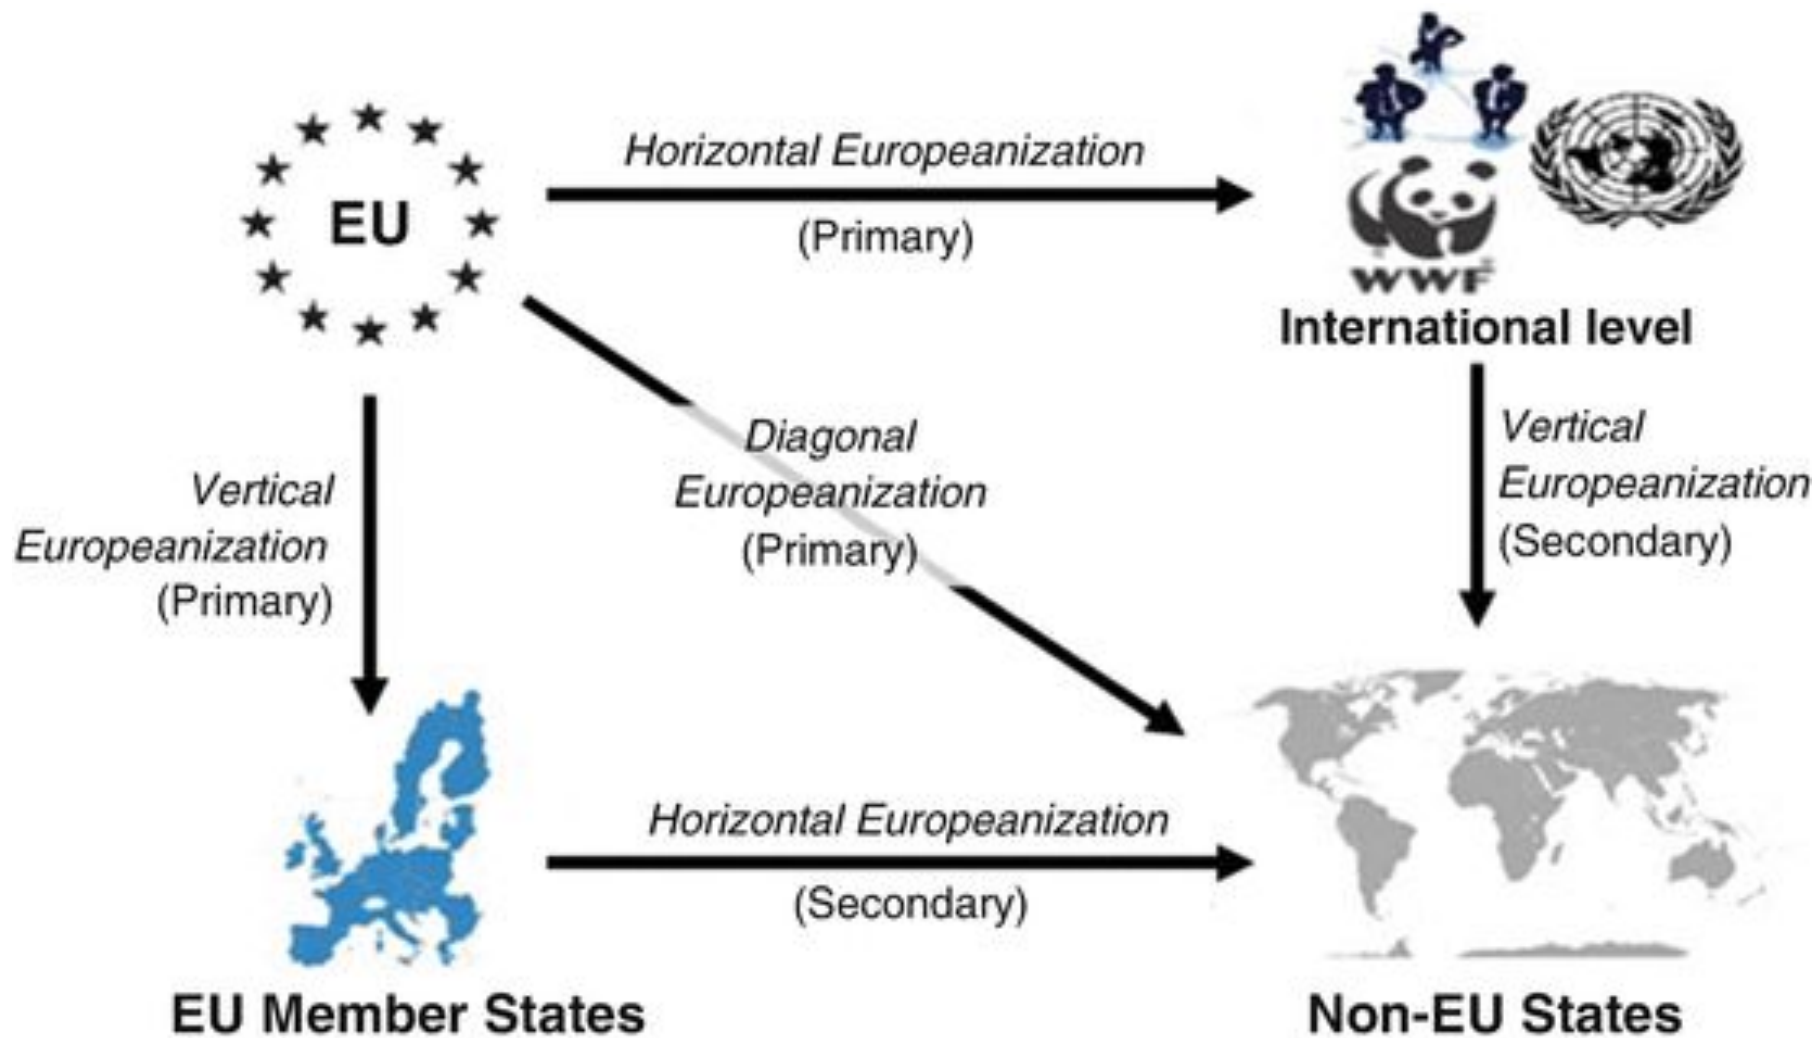 EU
Horizontal Europeanization
(Primary)
WWF
International level
Diagonal
Europeanization
(Primary)
Vertical
Europeanization
(Primary)
Vertical
Europeanization
(Secondary)
Horizontal Europeanization
(Secondary)
EU Member States
Non-EU States